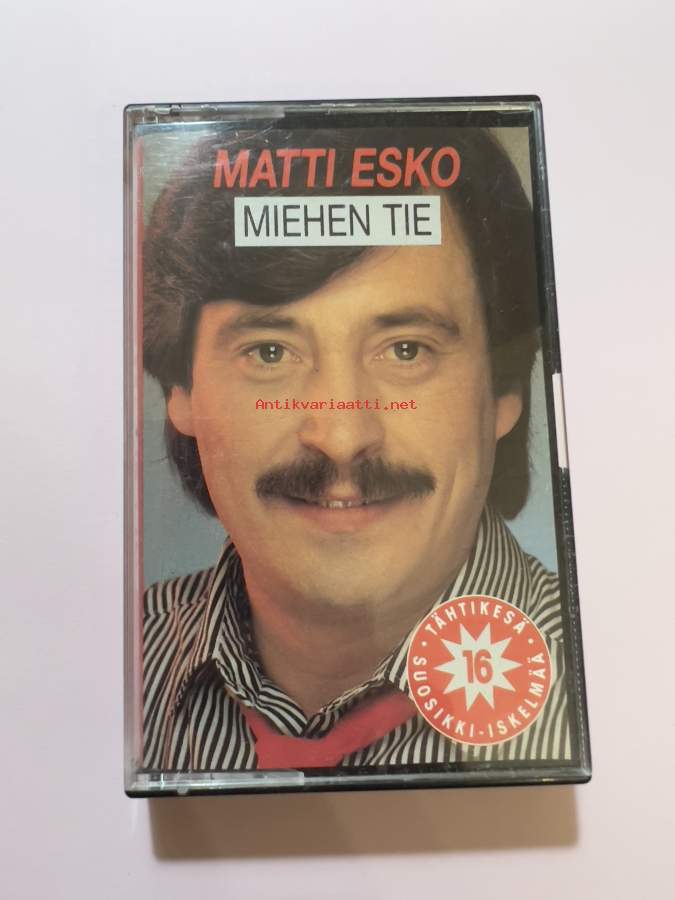 MATTI ESKO
MIEHEN TIE
Antikvariaatti.net
• TÄHTIKESÄ •
16
SUOSIKKI-ISKELMÄÄ